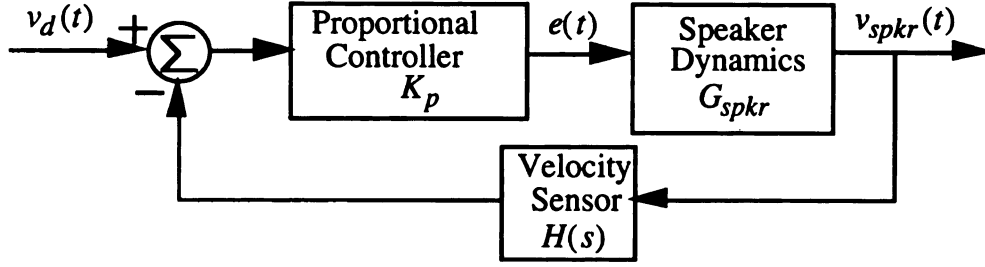 v_d(t)
+
Σ
−
Proportional
Controller
K_p
e(t)
Speaker
Dynamics
G_spkr
v_spkr(t)
Velocity
Sensor
H(s)